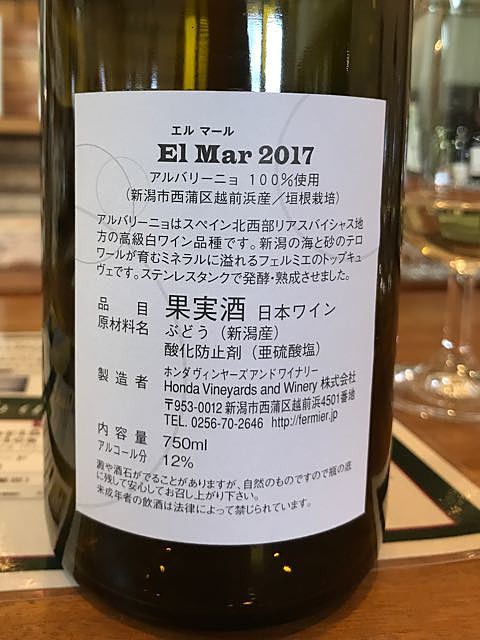 エル マール
El Mar 2017
アルバリーニョ 100%使用
(新潟市西蒲区越前浜産/垣根栽培)
アルバリーニョはスペイン北西部リアスバイシャス地
方の高級白ワイン品種です。新潟の海と砂のテロ
ワールが育むミネラルに溢れるフェルミエのトップキュ
ヴェです。ステンレスタンクで発酵・熟成させました。
品目 果実酒 日本ワイン
原材料名 ぶどう(新潟産)
酸化防止剤(亜硫酸塩)
ホンダ ヴィンヤーズ アンド ワイナリー
製造者 Honda Vineyards and Winery 株式会社
〒953-0012 新潟市西蒲区越前浜4501番地
TEL. 0256-70-2646 http://fermier.jp
内容量 750ml
アルコール分 12%
澱や酒石がでることがありますが、自然のものですので瓶の底
に残して安心してお召し上がり下さい。
未成年者の飲酒は法律によって禁じられています。